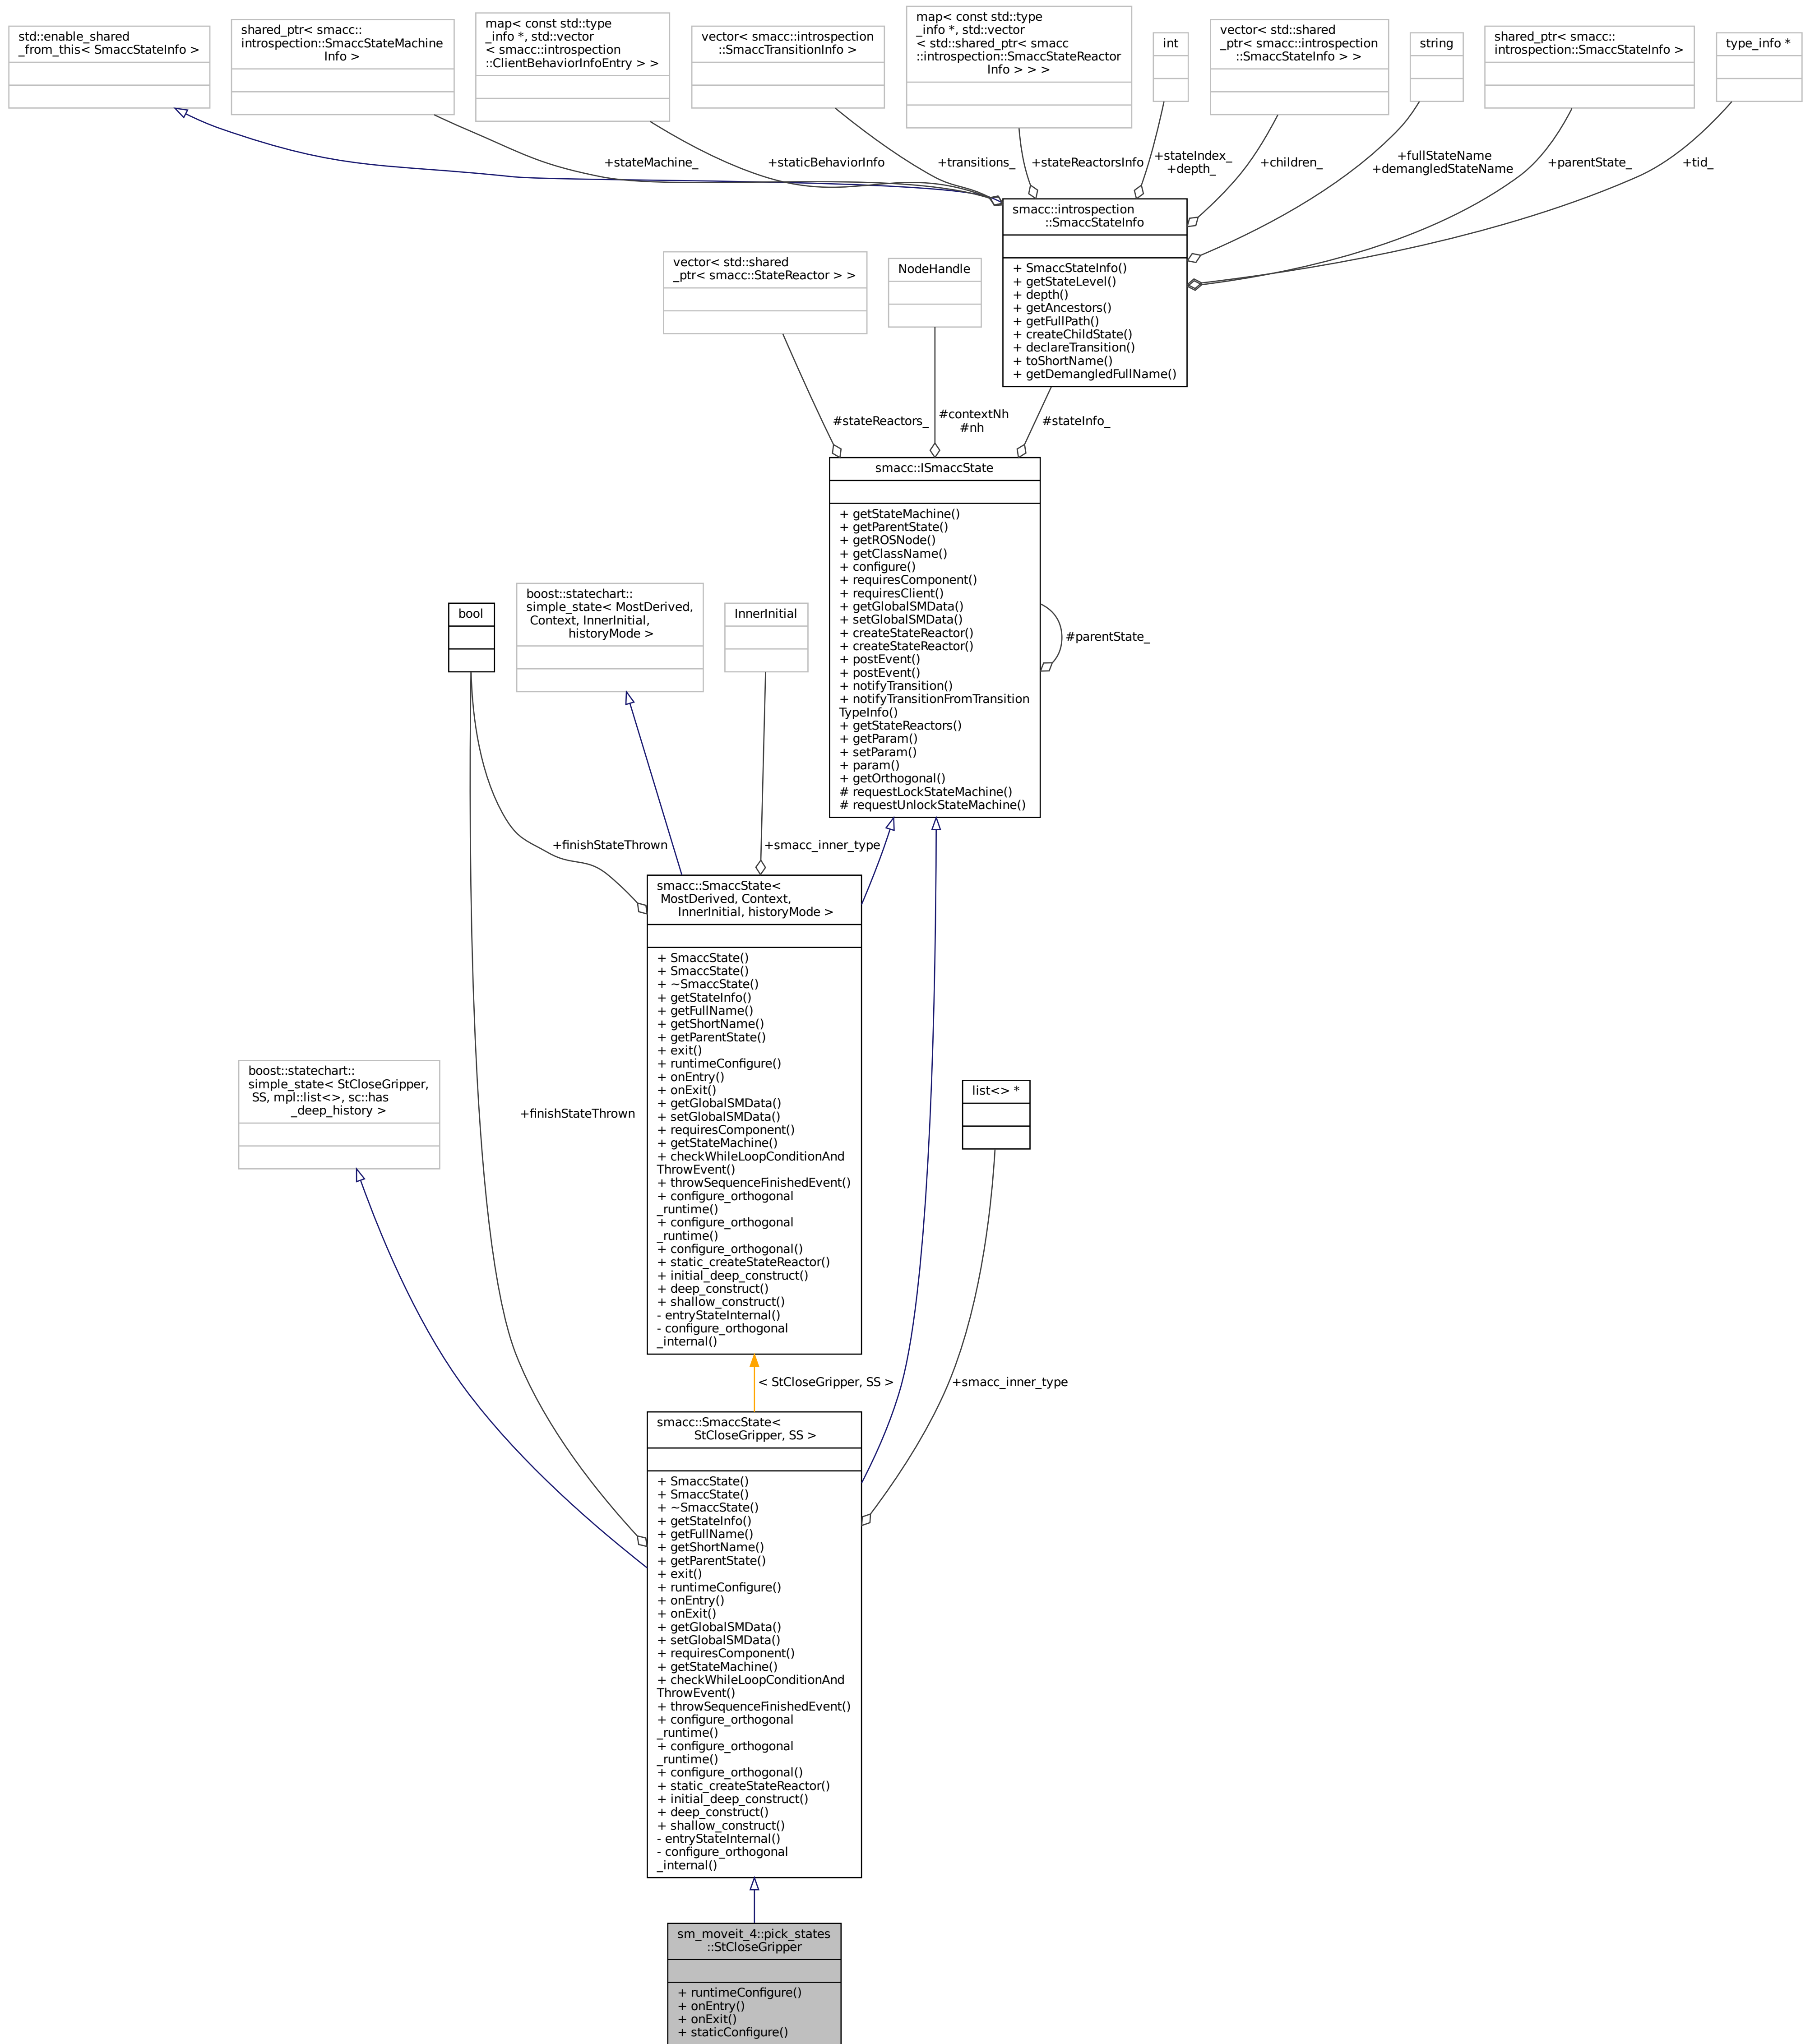 std::enable_shared
_from_this< SmaccStateInfo >
shared_ptr< smacc::
introspection::SmaccStateMachine
Info >
map< const std::type
_info *, std::vector
< smacc::introspection
::ClientBehaviorInfoEntry > >
vector< smacc::introspection
::SmaccTransitionInfo >
map< const std::type
_info *, std::vector
< std::shared_ptr< smacc
::introspection::SmaccStateReactor
Info > > >
int
vector< std::shared
_ptr< smacc::introspection
::SmaccStateInfo > >
string
shared_ptr< smacc::
introspection::SmaccStateInfo >
type_info *
+stateMachine_
+staticBehaviorInfo
+transitions_
+stateReactorsInfo
+stateIndex_
+depth_
+children_
+fullStateName
+demangledStateName
+parentState_
+tid_
smacc::introspection
::SmaccStateInfo
+ SmaccStateInfo()
+ getStateLevel()
+ depth()
+ getAncestors()
+ getFullPath()
+ createChildState()
+ declareTransition()
+ toShortName()
+ getDemangledFullName()
vector< std::shared
_ptr< smacc::StateReactor > >
NodeHandle
#stateReactors_
#contextNh
#nh
#stateInfo_
smacc::ISmaccState
+ getStateMachine()
+ getParentState()
+ getROSNode()
+ getClassName()
+ configure()
+ requiresComponent()
+ requiresClient()
+ getGlobalSMData()
+ setGlobalSMData()
+ createStateReactor()
+ createStateReactor()
+ postEvent()
+ postEvent()
+ notifyTransition()
+ notifyTransitionFromTransition
TypeInfo()
+ getStateReactors()
+ getParam()
+ setParam()
+ param()
+ getOrthogonal()
# requestLockStateMachine()
# requestUnlockStateMachine()
#parentState_
bool
boost::statechart::
simple_state< MostDerived,
Context, InnerInitial,
historyMode >
InnerInitial
+finishStateThrown
+smacc_inner_type
smacc::SmaccState<
MostDerived, Context,
InnerInitial, historyMode >
+ SmaccState()
+ SmaccState()
+ ~SmaccState()
+ getStateInfo()
+ getFullName()
+ getShortName()
+ getParentState()
+ exit()
+ runtimeConfigure()
+ onEntry()
+ onExit()
+ getGlobalSMData()
+ setGlobalSMData()
+ requiresComponent()
+ getStateMachine()
+ checkWhileLoopConditionAnd
ThrowEvent()
+ throwSequenceFinishedEvent()
+ configure_orthogonal
_runtime()
+ configure_orthogonal
_runtime()
+ configure_orthogonal()
+ static_createStateReactor()
+ initial_deep_construct()
+ deep_construct()
+ shallow_construct()
- entryStateInternal()
- configure_orthogonal
_internal()
boost::statechart::
simple_state< StCloseGripper,
SS, mpl::list<>, sc::has
_deep_history >
+finishStateThrown
list<> *
< StCloseGripper, SS >
+smacc_inner_type
smacc::SmaccState<
StCloseGripper, SS >
+ SmaccState()
+ SmaccState()
+ ~SmaccState()
+ getStateInfo()
+ getFullName()
+ getShortName()
+ getParentState()
+ exit()
+ runtimeConfigure()
+ onEntry()
+ onExit()
+ getGlobalSMData()
+ setGlobalSMData()
+ requiresComponent()
+ getStateMachine()
+ checkWhileLoopConditionAnd
ThrowEvent()
+ throwSequenceFinishedEvent()
+ configure_orthogonal
_runtime()
+ configure_orthogonal
_runtime()
+ configure_orthogonal()
+ static_createStateReactor()
+ initial_deep_construct()
+ deep_construct()
+ shallow_construct()
- entryStateInternal()
- configure_orthogonal
_internal()
sm_moveit_4::pick_states
::StCloseGripper
+ runtimeConfigure()
+ onEntry()
+ onExit()
+ staticConfigure()